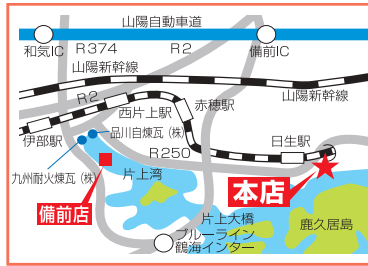 山陽自動車道
和気IC
R374
R2
備前IC
山陽新幹線
山陽新幹線
R2
西片上駅
赤穂駅
伊部駅
品川自煉瓦(株)
日生駅
R250
九州耐火煉瓦(株)
片上湾
備前店
本店
片上大橋
鹿久居島
ブルーライン
鶴海インター